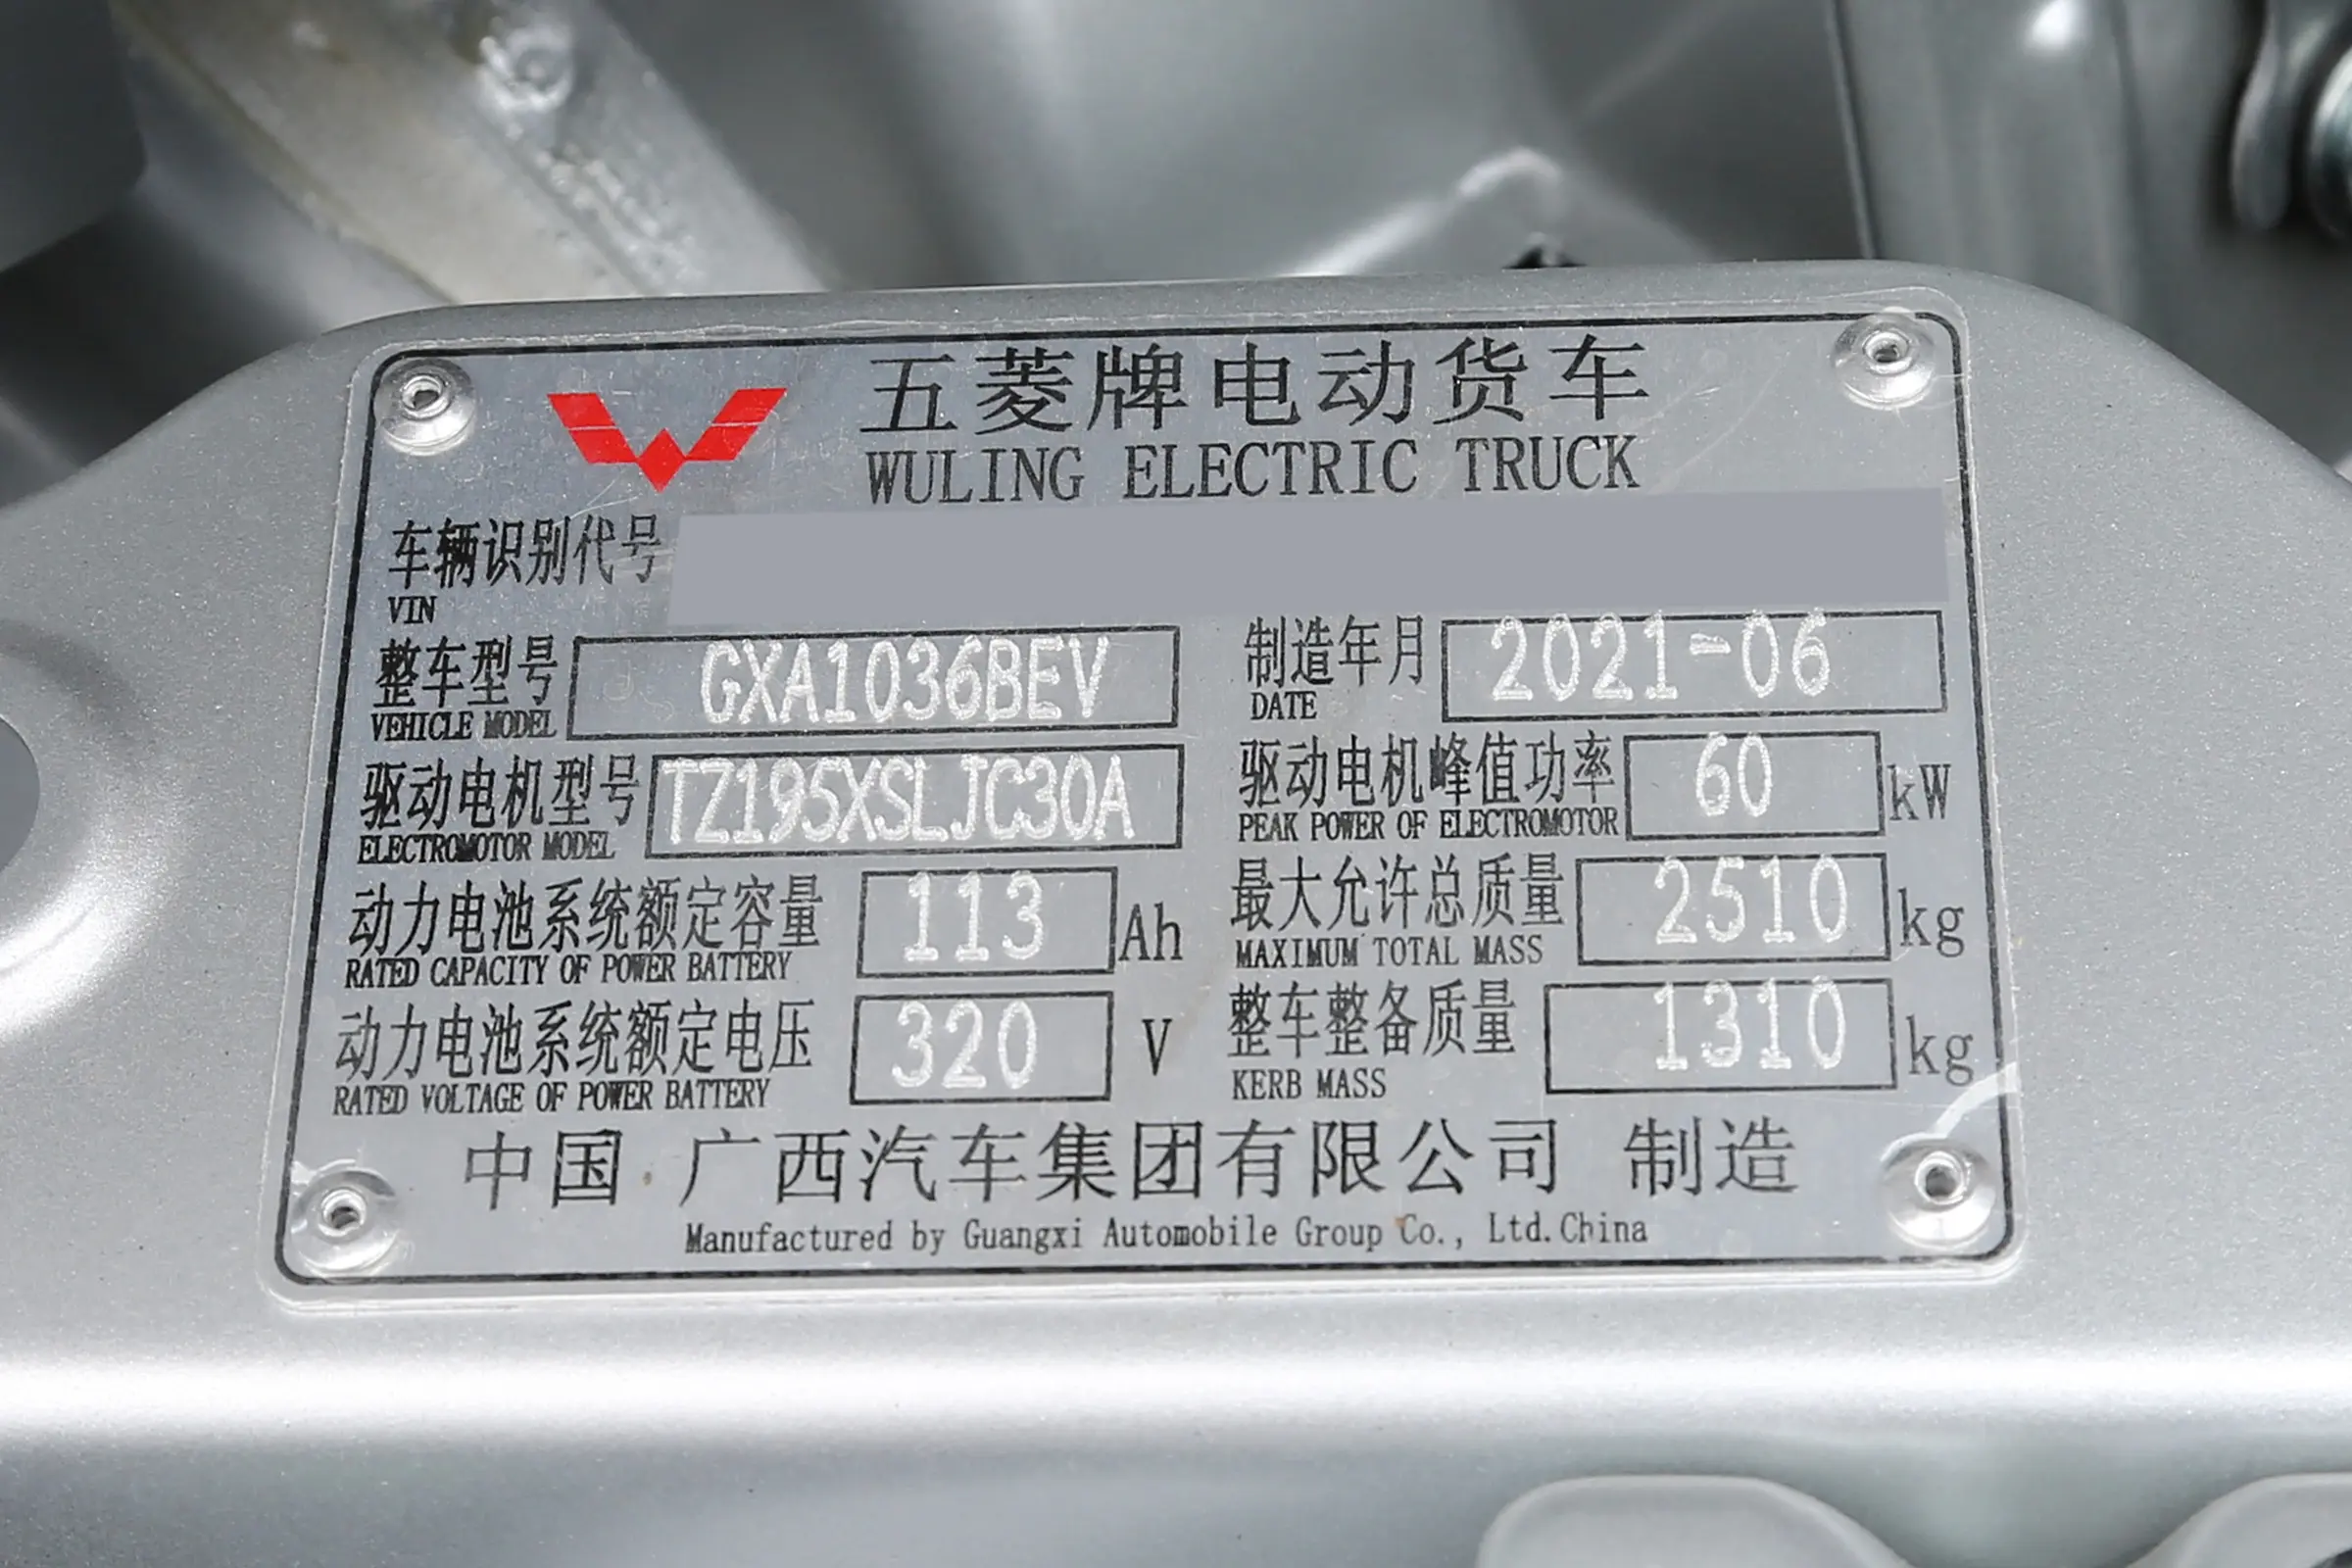 五菱牌电动货车
WULING ELECTRIC TRUCK
车辆识别代号
VIN
整车型号 GXA1036BEV 制造年月 2021-06
VEHICLE MODEL DATE
驱动电机型号 TZ195XSLJC30A 驱动电机峰值功率 60 kW
ELECTROMOTOR MODEL PEAK POWER OF ELECTROMOTOR
动力电池系统额定容量 113 Ah 最大允许总质量 2510 kg
RATED CAPACITY OF POWER BATTERY MAXIMUM TOTAL MASS
动力电池系统额定电压 320 V 整车整备质量 1310 kg
RATED VOLTAGE OF POWER BATTERY KERB MASS
中国 广西汽车集团有限公司 制造
Manufactured by Guangxi Automobile Group Co., Ltd. China